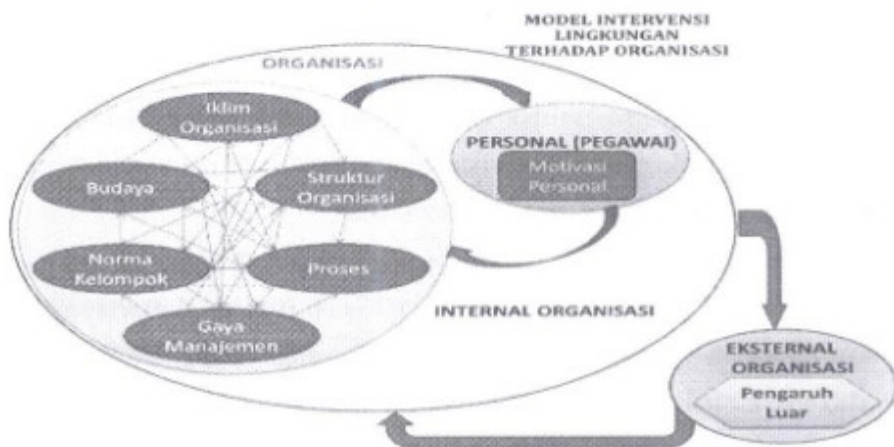 MODEL INTERVENSI
LINGKUNGAN
TERHADAP ORGANISASI
ORGANISASI
Iklim
Organisasi
PERSONAL (PEGAWAI)
Motivasi
Personal
Budaya
Struktur
Organisasi
Norma
Kelompok
Proses
INTERNAL ORGANISASI
Gaya
Manajemen
EKSTERNAL
ORGANISASI
Pengaruh
Luar